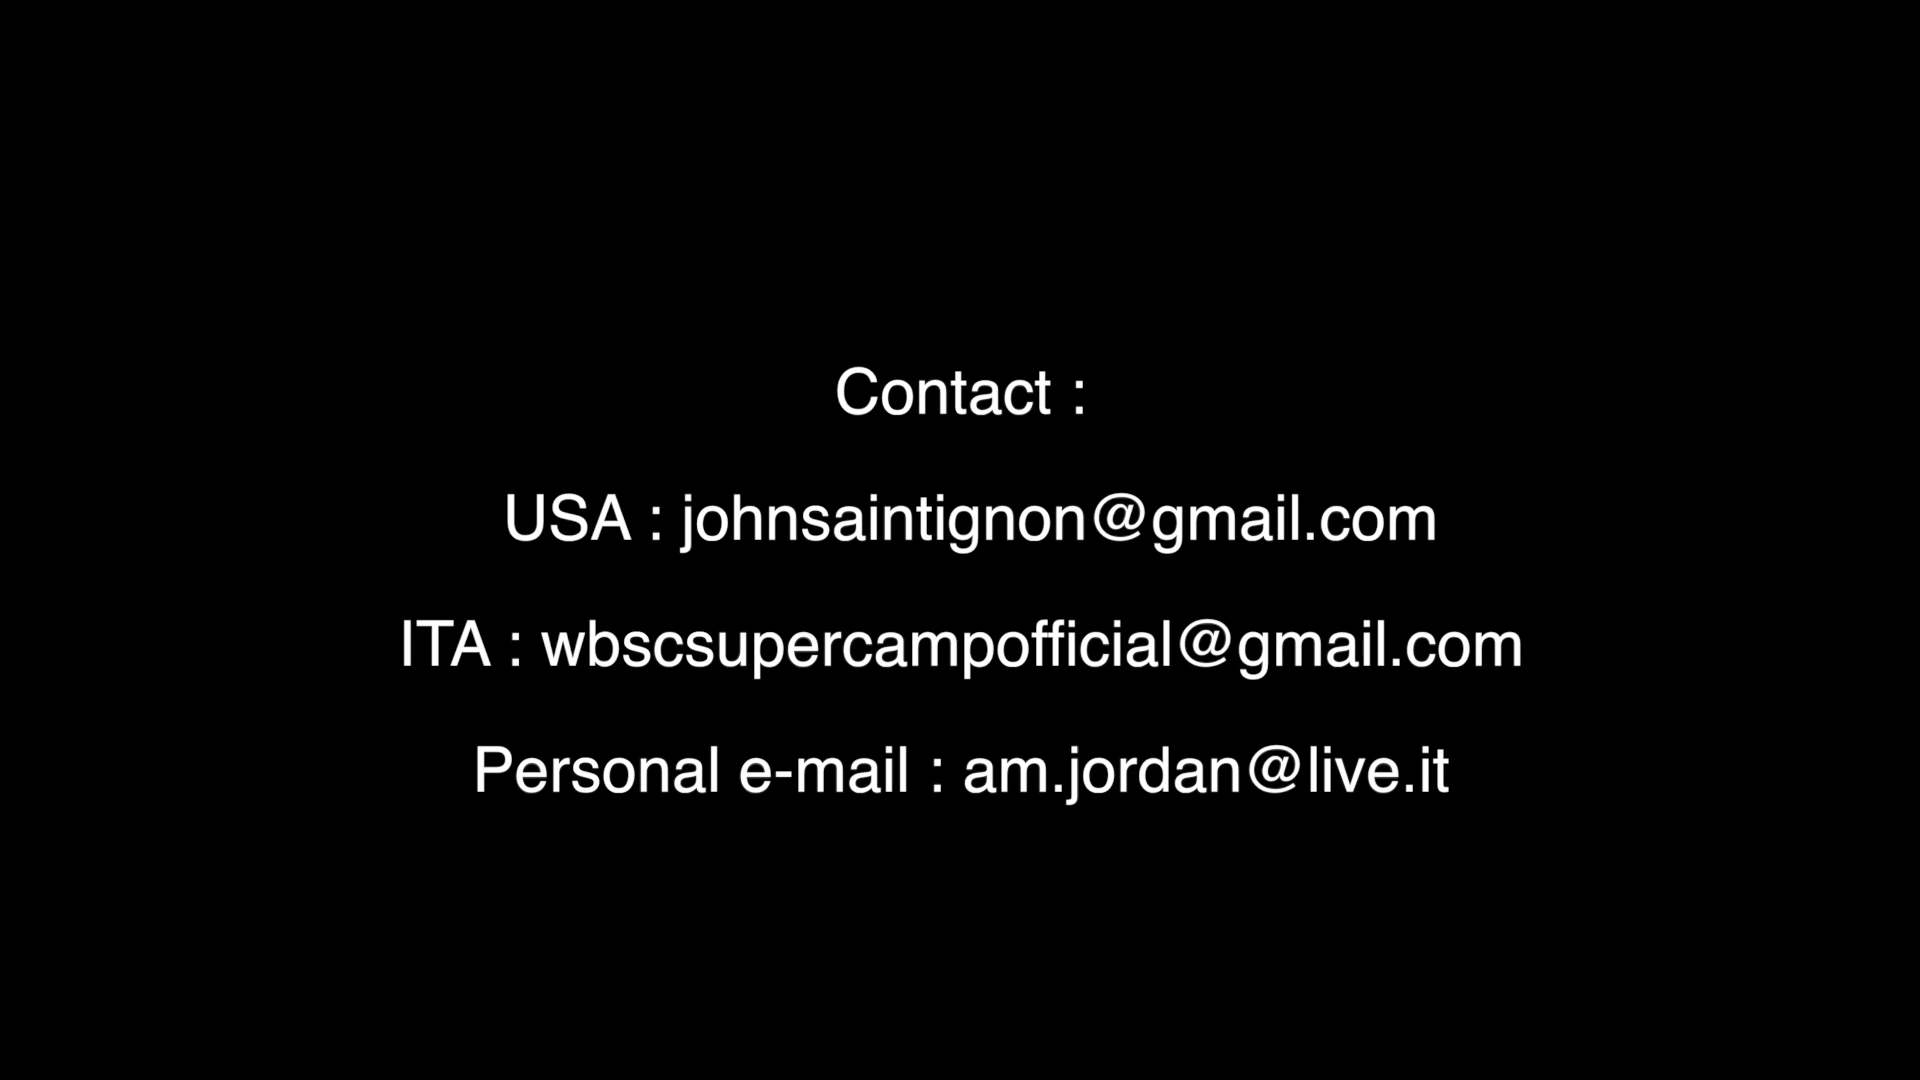 Contact :
USA : johnsaintignon@gmail.com
ITA : wbscsupercampofficial@gmail.com
Personal e-mail : am.jordan@live.it